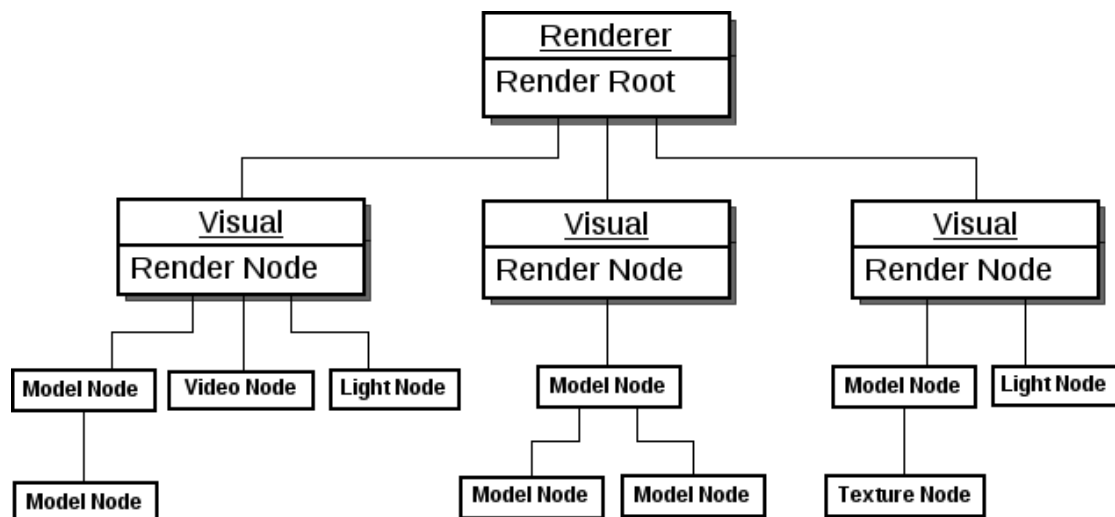 Renderer
Render Root
Visual
Render Node
Visual
Render Node
Visual
Render Node
Model Node
Video Node
Light Node
Model Node
Model Node
Light Node
Model Node
Model Node
Model Node
Texture Node